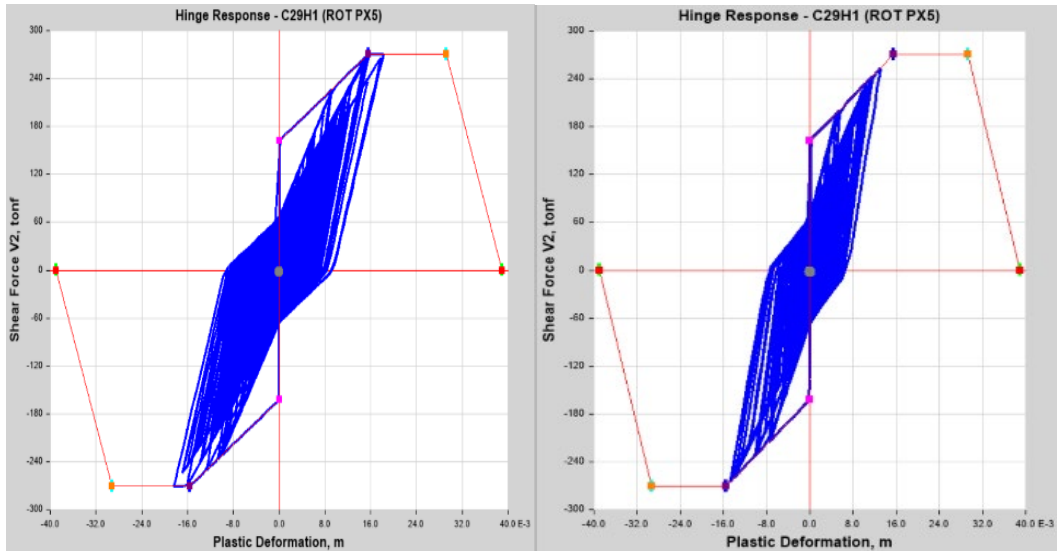 Hinge Response - C29H1 (ROT PX5)
300
240
180
120
60
0
-60
-120
-180
-240
-300
Shear Force V2, tonf
-40.0 -32.0 -24.0 -16.0 -8.0 0.0 8.0 16.0 24.0 32.0 40.0 E-3
Plastic Deformation, m
Hinge Response - C29H1 (ROT PX5)
300
240
180
120
60
0
-60
-120
-180
-240
-300
Shear Force V2, tonf
-40.0 -32.0 -24.0 -16.0 -8.0 0.0 8.0 16.0 24.0 32.0 40.0 E-3
Plastic Deformation, m